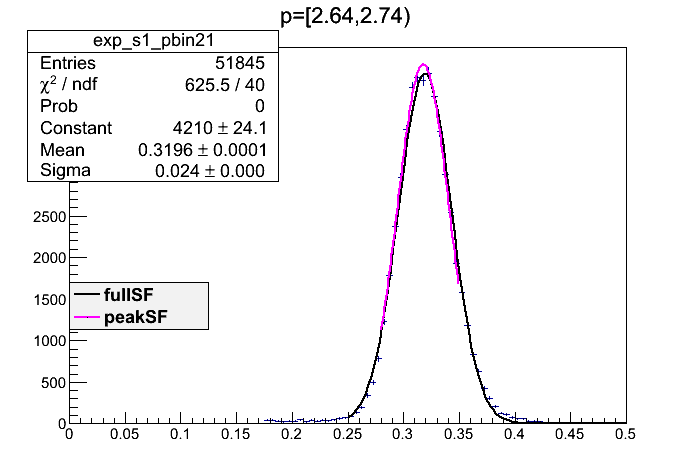 p=[2.64,2.74)
exp_s1_pbin21
Entries 51845
χ² / ndf 625.5 / 40
Prob 0
Constant 4210 ± 24.1
Mean 0.3196 ± 0.0001
Sigma 0.024 ± 0.000
2500
2000
1500
fullSF
peakSF
1000
500
0
0 0.05 0.1 0.15 0.2 0.25 0.3 0.35 0.4 0.45 0.5